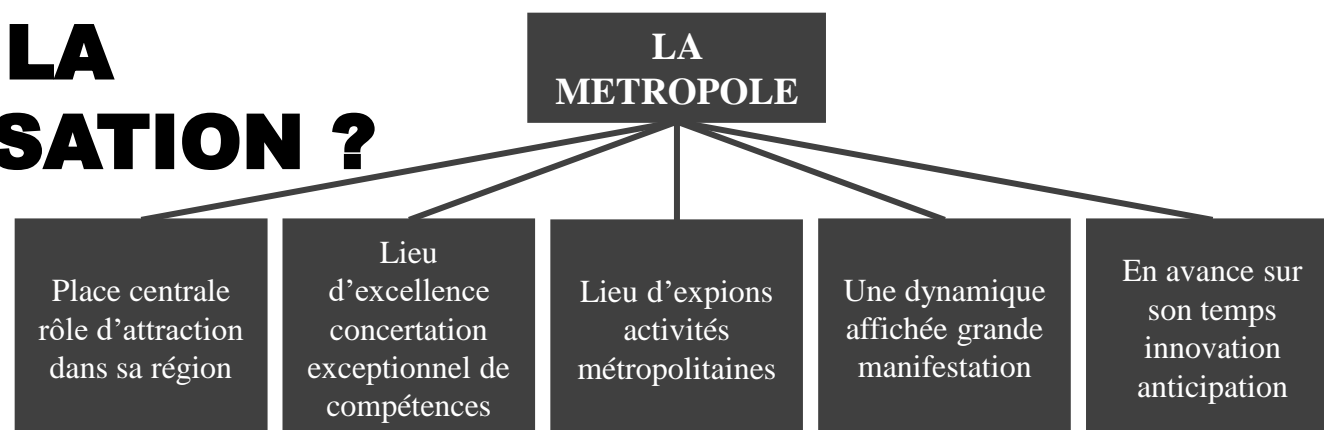 LA
SATION ?
LA
METROPOLE
Place centrale
rôle d’attraction
dans sa région
Lieu
d’excellence
concertation
exceptionnel de
compétences
Lieu d’expions
activités
métropolitaines
Une dynamique
affichée grande
manifestation
En avance sur
son temps
innovation
anticipation